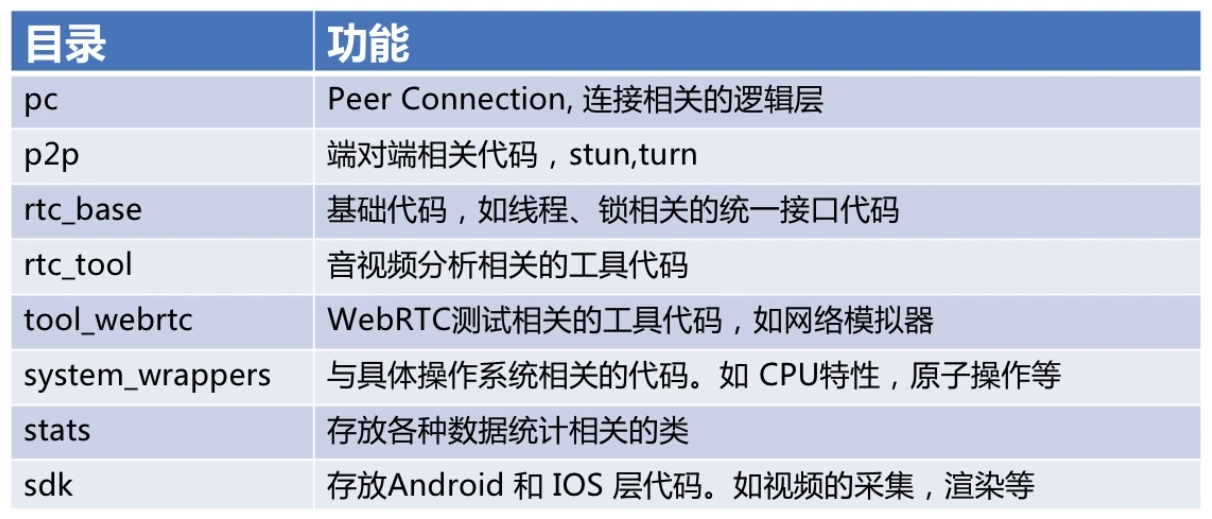 目录 功能
pc Peer Connection, 连接相关的逻辑层
p2p 端对端相关代码，stun,turn
rtc_base 基础代码，如线程、锁相关的统一接口代码
rtc_tool 音视频分析相关的工具代码
tool_webrtc WebRTC测试相关的工具代码，如网络模拟器
system_wrappers 与具体操作系统相关的代码。如 CPU特性，原子操作等
stats 存放各种数据统计相关的类
sdk 存放Android 和 IOS 层代码。如视频的采集，渲染等